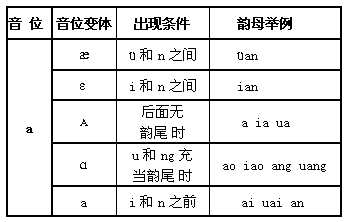 音 位 音位变体 出现条件 韵母举例
a
æ ü和n之间 üan
ε i和n之间 ian
A 后面无
韵尾时 a ia ua
ɑ u和ng充
当韵尾时 ao iao ang uang
a i和n之前 ai uai an